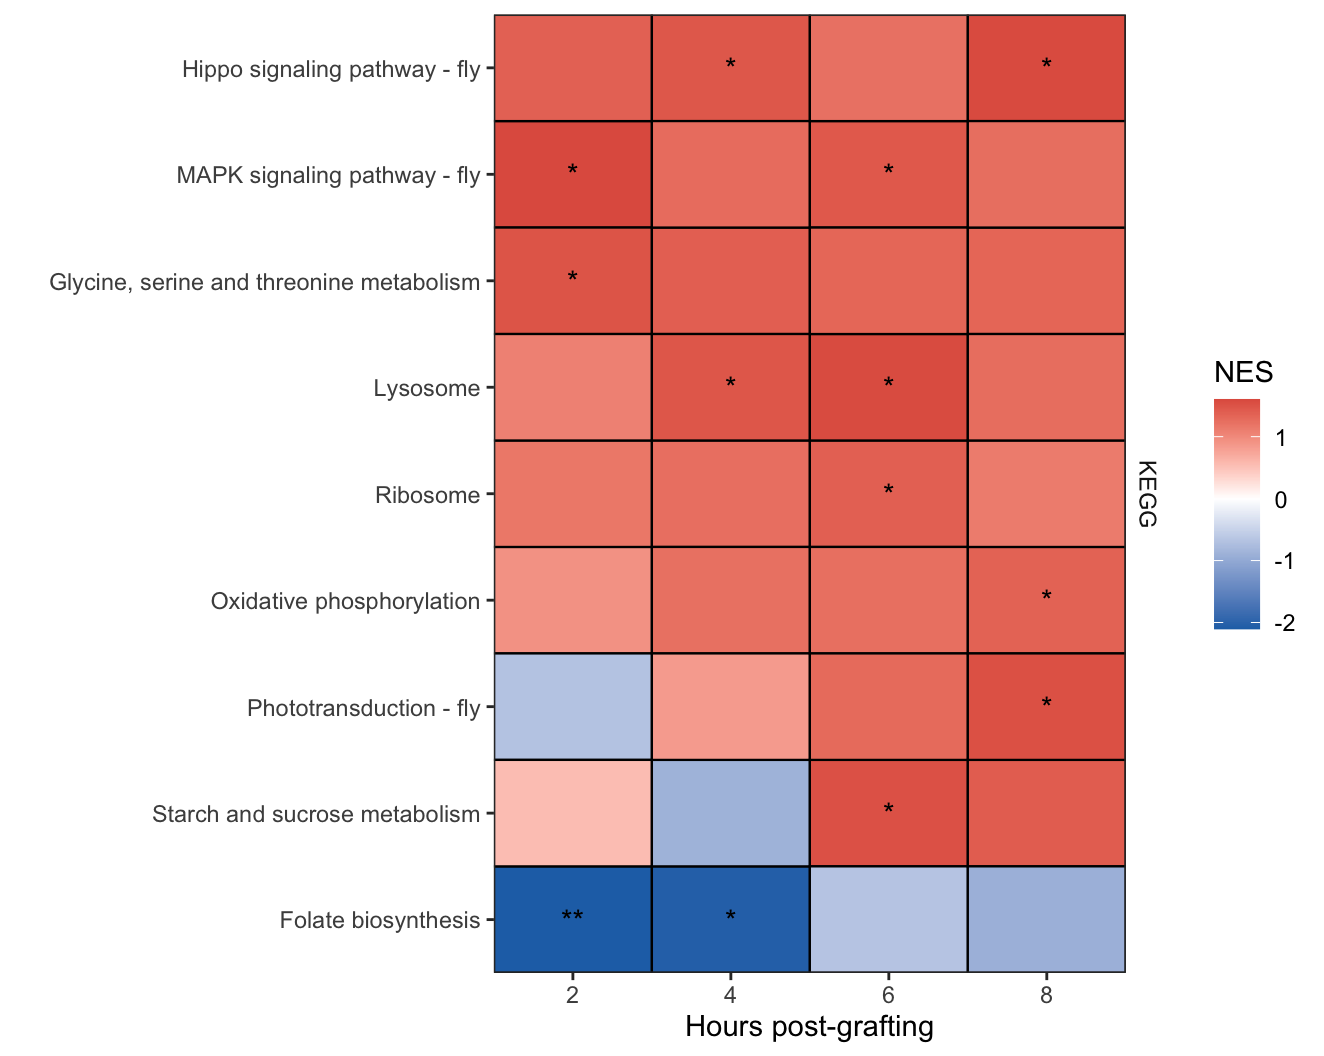 Hippo signaling pathway - fly
* *
MAPK signaling pathway - fly
* *
Glycine, serine and threonine metabolism
*
Lysosome
* *
Ribosome
*
Oxidative phosphorylation
*
Phototransduction - fly
*
Starch and sucrose metabolism
*
Folate biosynthesis
** *
2 4 6 8
Hours post-grafting
KEGG
NES
1
0
-1
-2